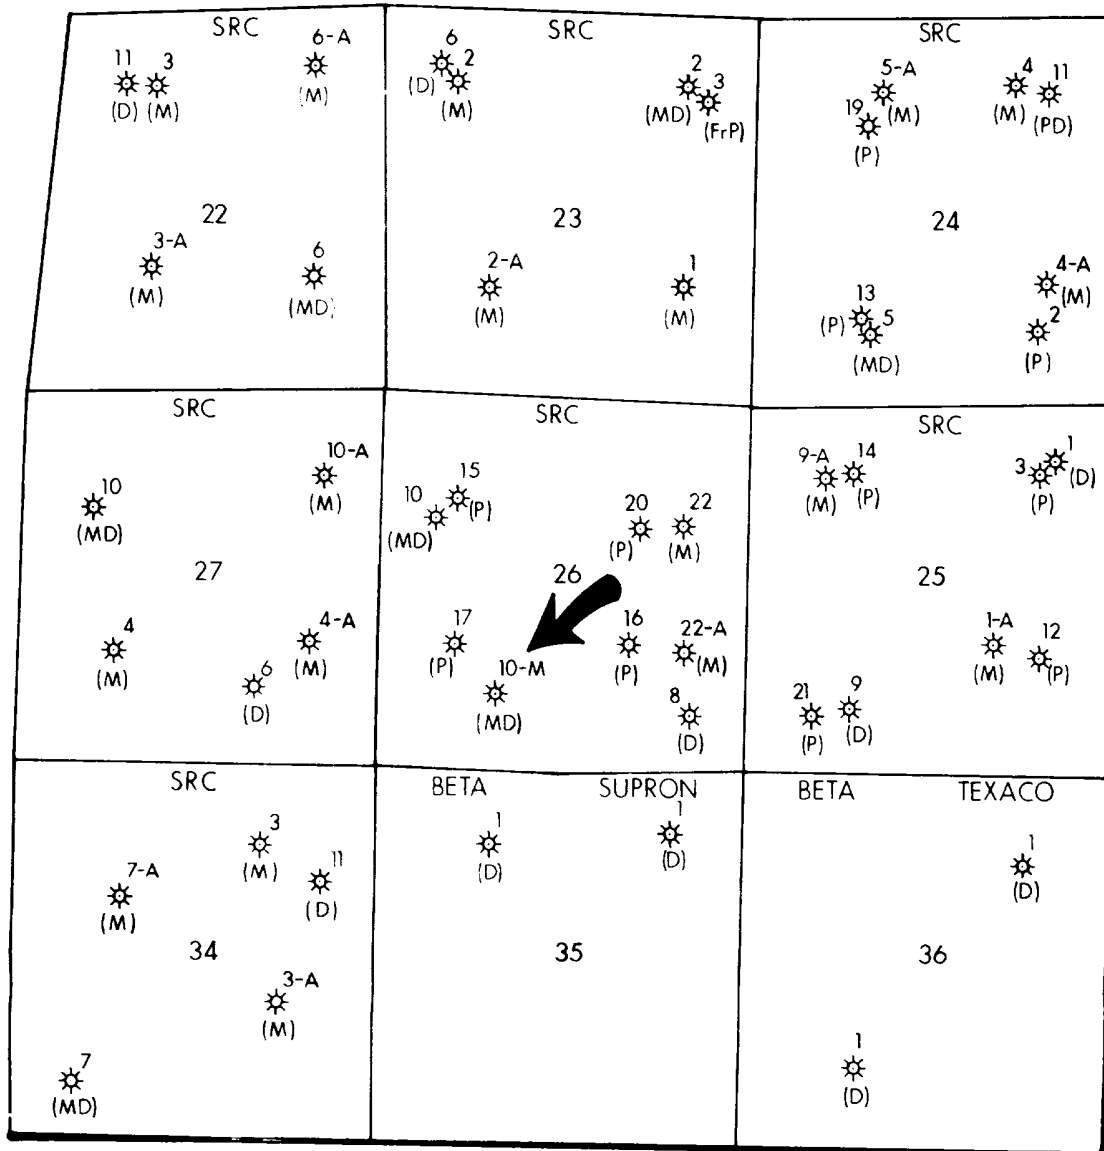 SRC
11
3
6-A
(D)
(M)
(M)
22
3-A
(M)
6
(MD)
SRC
6
2
(D)
(M)
2
3
(MD)
(FrP)
23
2-A
(M)
1
(M)
SRC
5-A
4
11
19
(M)
(M)
(PD)
(P)
24
4-A
(M)
13
(P)
5
(MD)
2
(P)
SRC
10
(MD)
10-A
(M)
27
4
(M)
4-A
(M)
6
(D)
SRC
15
10
(P)
(MD)
20
22
(P)
(M)
26
17
(P)
10-M
(MD)
16
(P)
22-A
(M)
8
(D)
SRC
9-A
14
(M)
(P)
1
3
(D)
(P)
25
1-A
(M)
12
(P)
21
9
(P)
(D)
SRC
3
(M)
7-A
(M)
11
(D)
34
3-A
(M)
7
(MD)
BETA SUPRON
1
(D)
1
(D)
35
BETA TEXACO
1
(D)
36
1
(D)